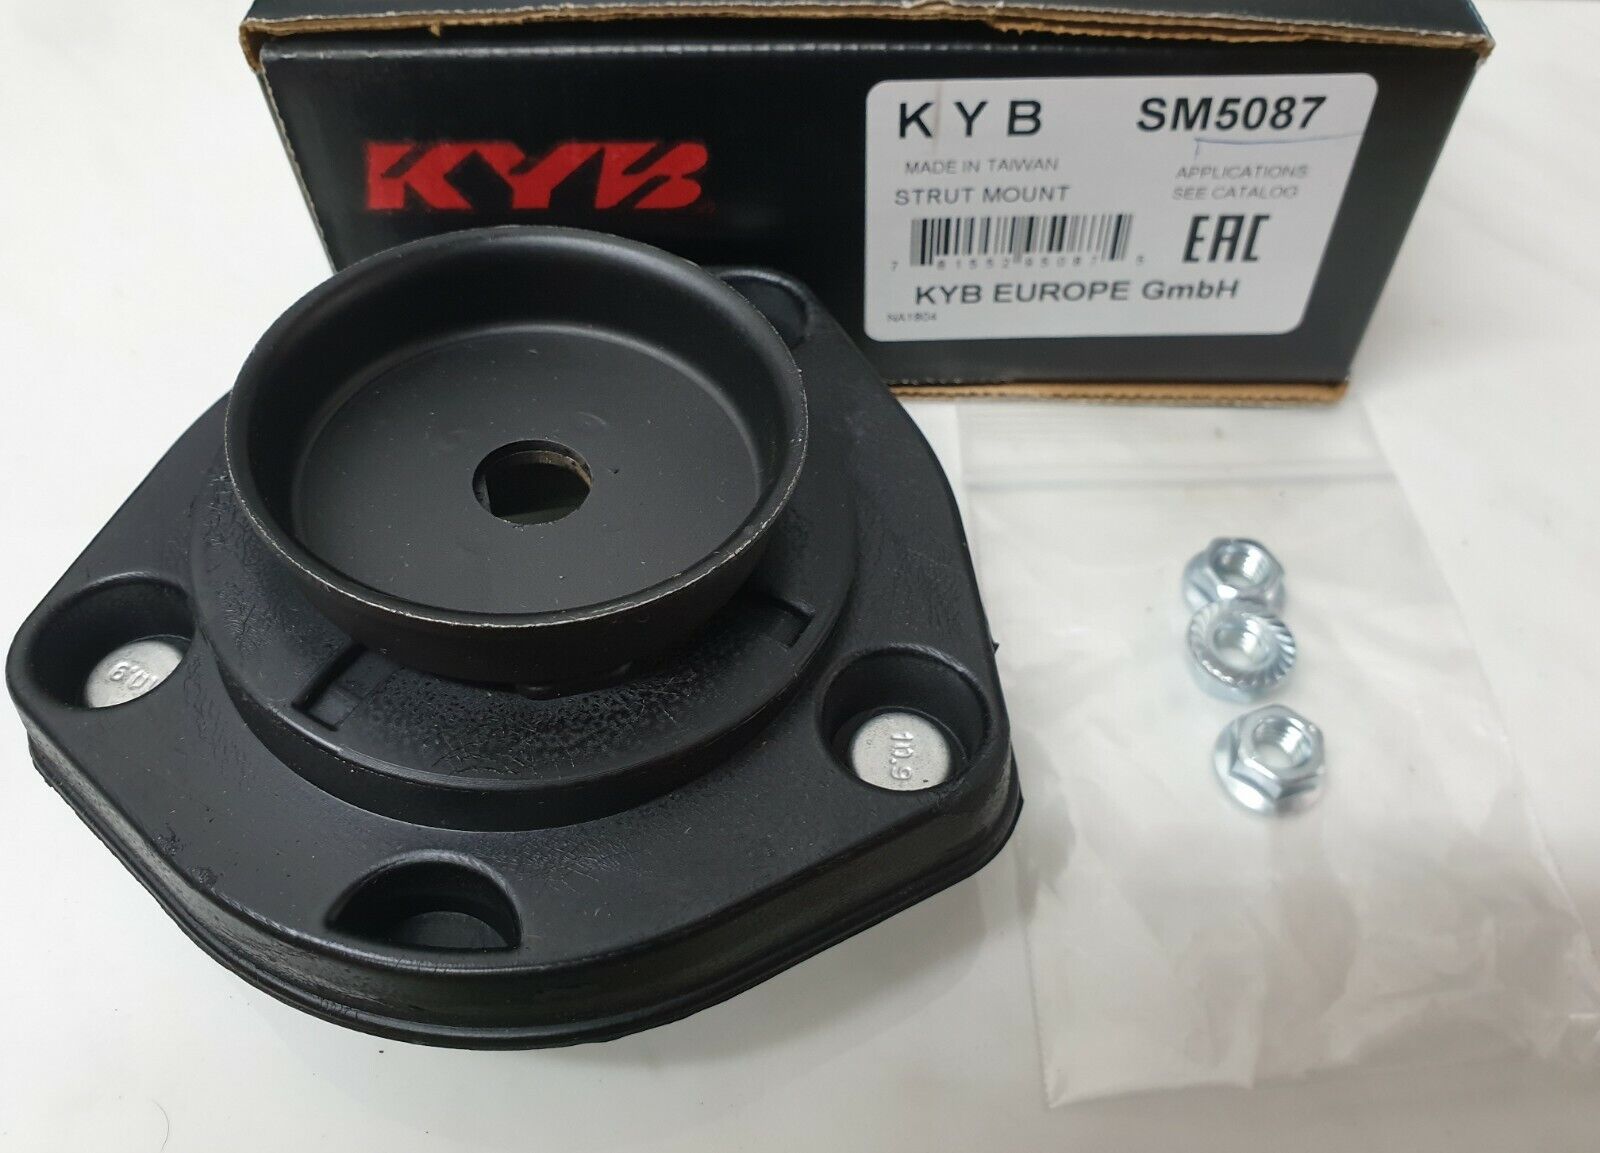 KYB
KYB SM5087
MADE IN TAIWAN
APPLICATIONS
SEE CATALOG
STRUT MOUNT
7 81552 95087 5
EAC
KYB EUROPE GmbH
NA1804
10.9
10.9